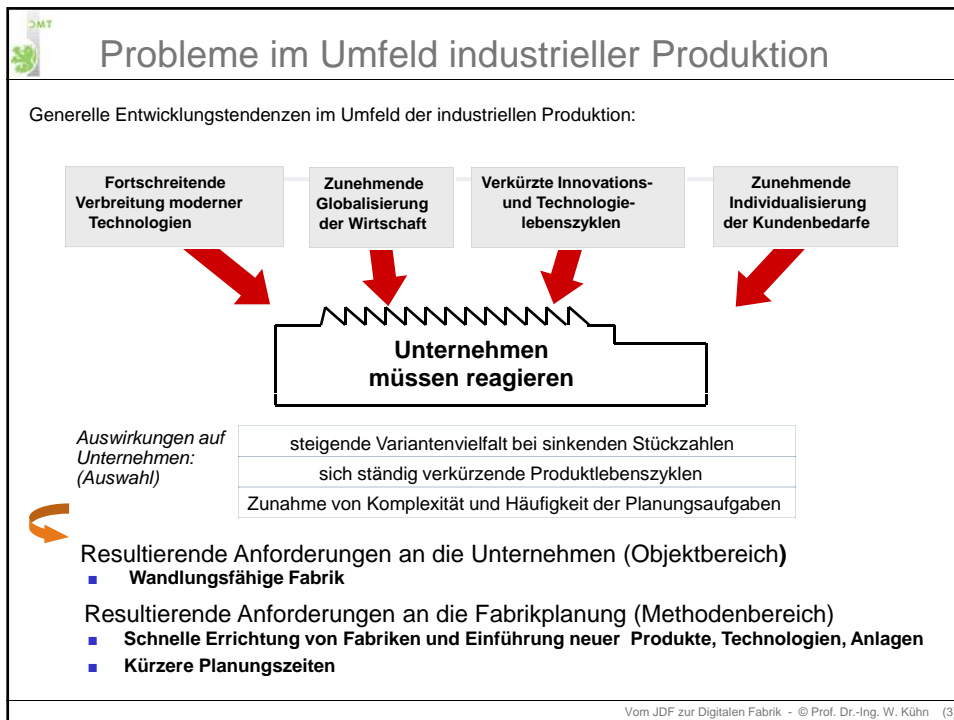 DMT
Probleme im Umfeld industrieller Produktion
Generelle Entwicklungstendenzen im Umfeld der industriellen Produktion:
Fortschreitende
Verbreitung moderner
Technologien
Zunehmende
Globalisierung
der Wirtschaft
Verkürzte Innovations-
und Technologie-
lebenszyklen
Zunehmende
Individualisierung
der Kundenbedarfe
Unternehmen
müssen reagieren
Auswirkungen auf
Unternehmen:
(Auswahl)
steigende Variantenvielfalt bei sinkenden Stückzahlen
sich ständig verkürzende Produktlebenszyklen
Zunahme von Komplexität und Häufigkeit der Planungsaufgaben
Resultierende Anforderungen an die Unternehmen (Objektbereich)
■ Wandlungsfähige Fabrik
Resultierende Anforderungen an die Fabrikplanung (Methodenbereich)
■ Schnelle Errichtung von Fabriken und Einführung neuer Produkte, Technologien, Anlagen
■ Kürzere Planungszeiten
Vom JDF zur Digitalen Fabrik - © Prof. Dr.-Ing. W. Kühn (3